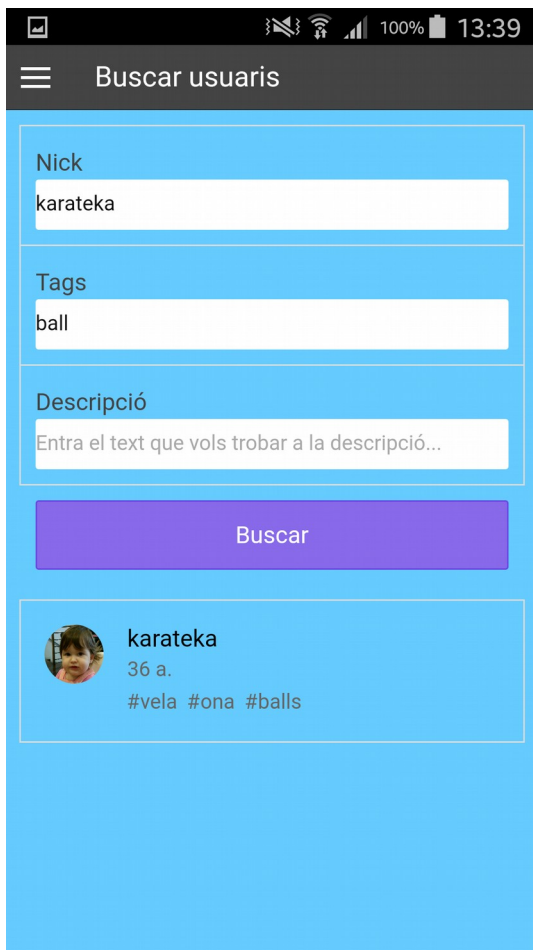 100% 13:39
Buscar usuaris
Nick
karateka
Tags
ball
Descripció
Entra el text que vols trobar a la descripció...
Buscar
karateka
36 a.
#vela #ona #balls